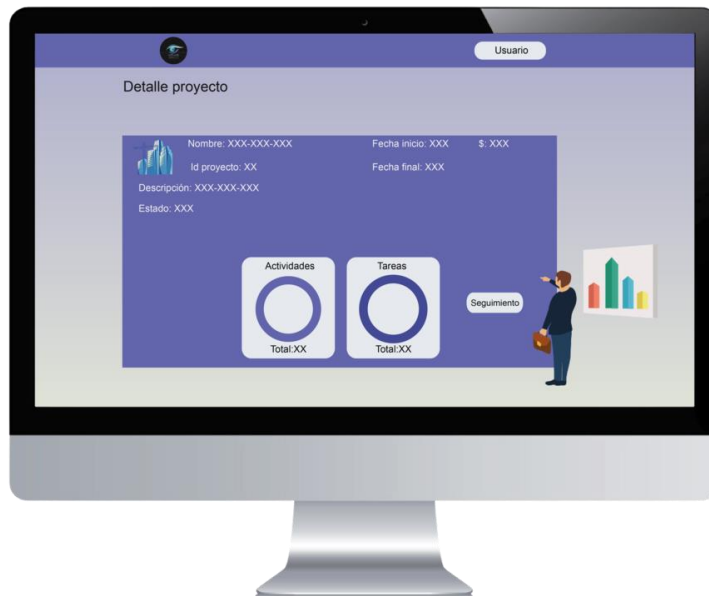 Usuario
Detalle proyecto
Nombre: XXX-XXX-XXX Fecha inicio: XXX $: XXX
Id proyecto: XX Fecha final: XXX
Descripción: XXX-XXX-XXX
Estado: XXX
Actividades Tareas
Seguimiento
Total:XX Total:XX